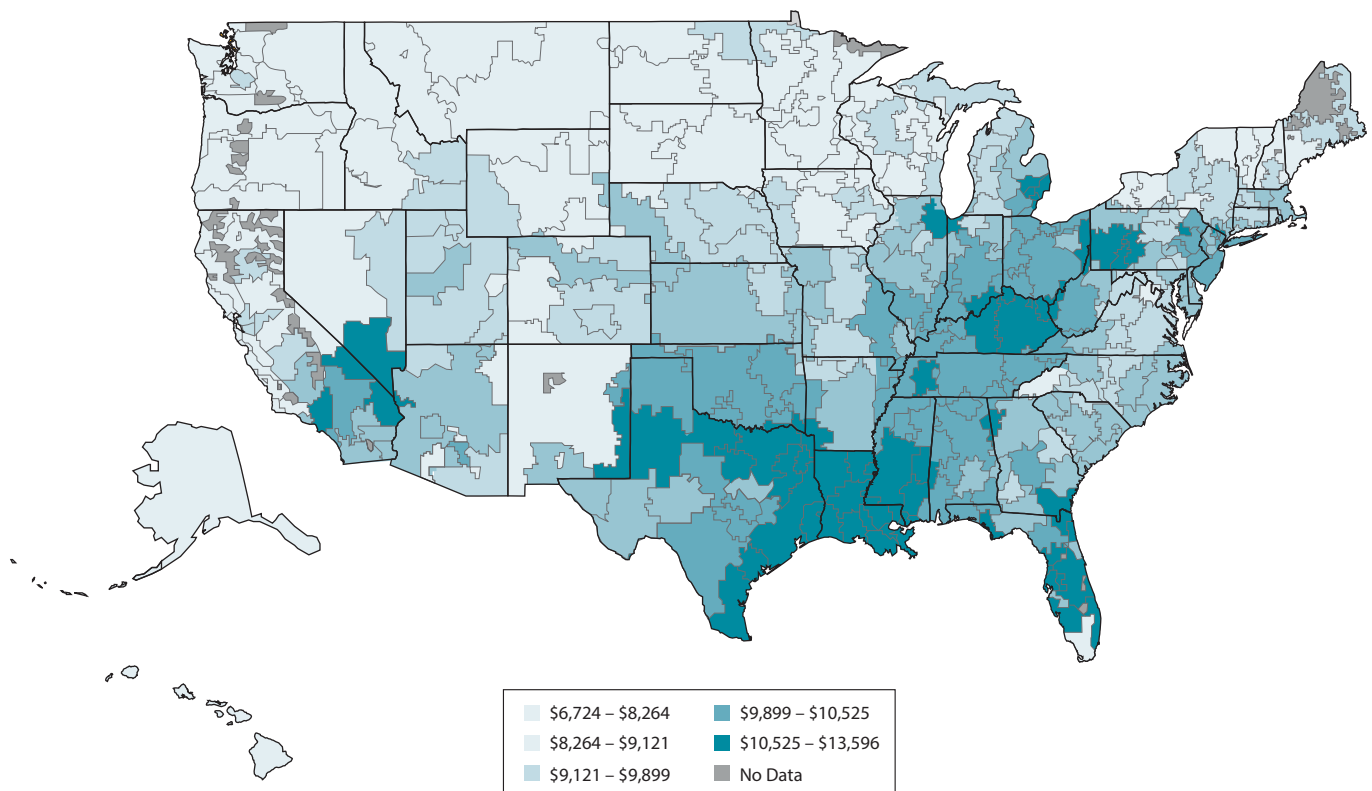 $6,724 – $8,264
$8,264 – $9,121
$9,121 – $9,899
$9,899 – $10,525
$10,525 – $13,596
No Data